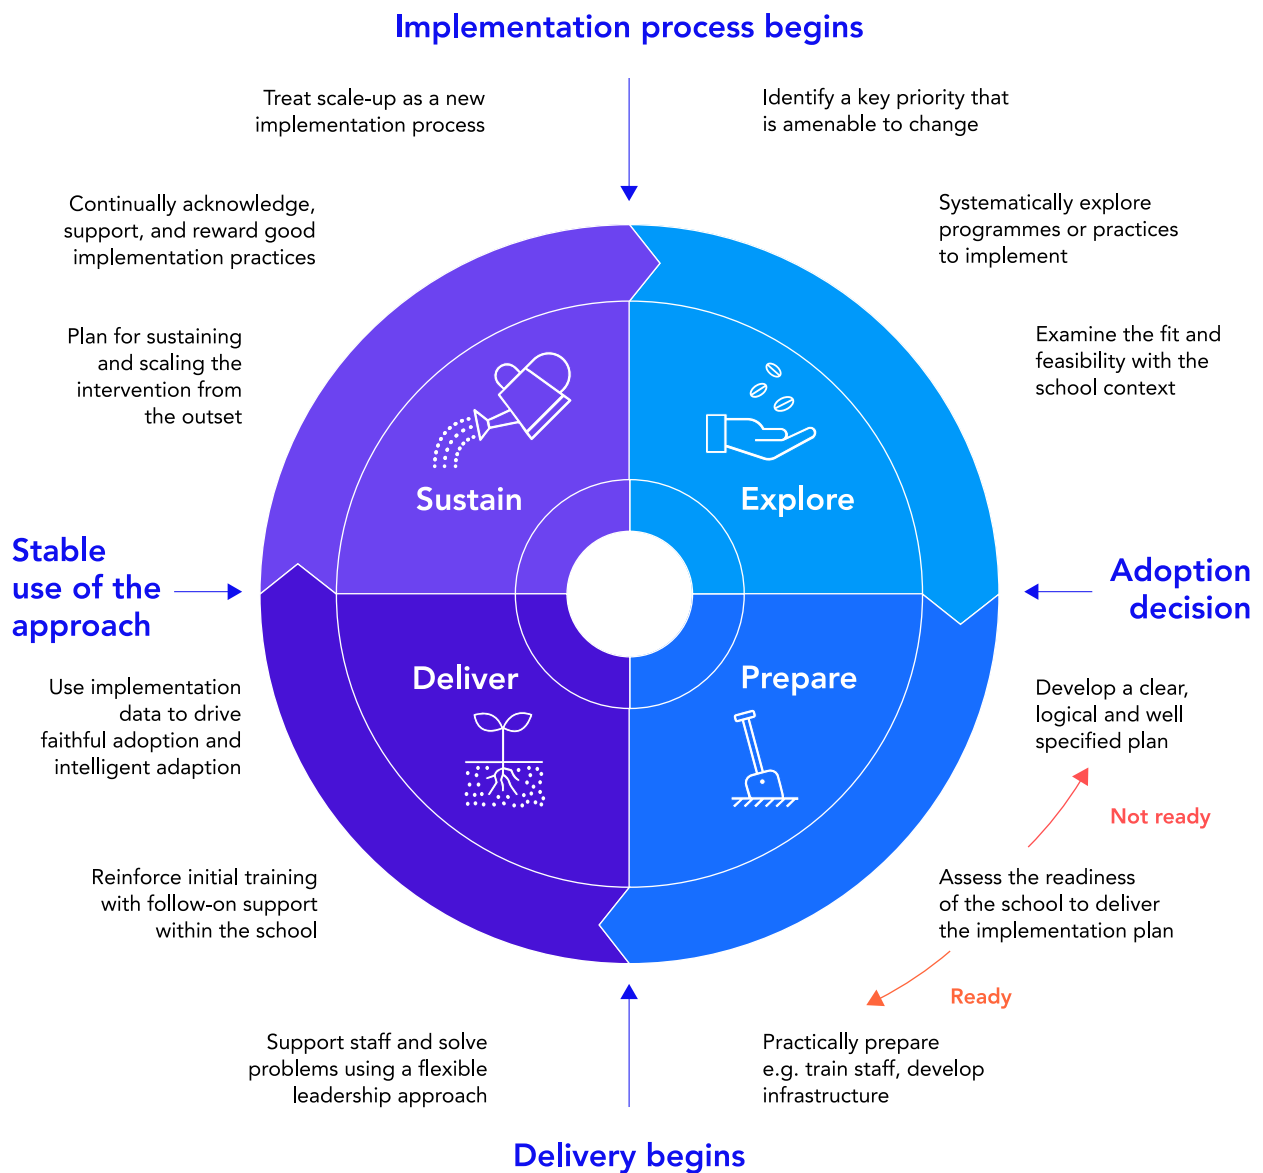 Implementation process begins
Identify a key priority that
is amenable to change
Systematically explore
programmes or practices
to implement
Examine the fit and
feasibility with the
school context
Explore
Adoption
decision
Prepare
Develop a clear,
logical and well
specified plan
Not ready
Assess the readiness
of the school to deliver
the implementation plan
Ready
Practically prepare
e.g. train staff, develop
infrastructure
Delivery begins
Deliver
Support staff and solve
problems using a flexible
leadership approach
Reinforce initial training
with follow-on support
within the school
Use implementation
data to drive
faithful adoption and
intelligent adaption
Stable
use of the
approach
Sustain
Plan for sustaining
and scaling the
intervention from
the outset
Continually acknowledge,
support, and reward good
implementation practices
Treat scale-up as a new
implementation process